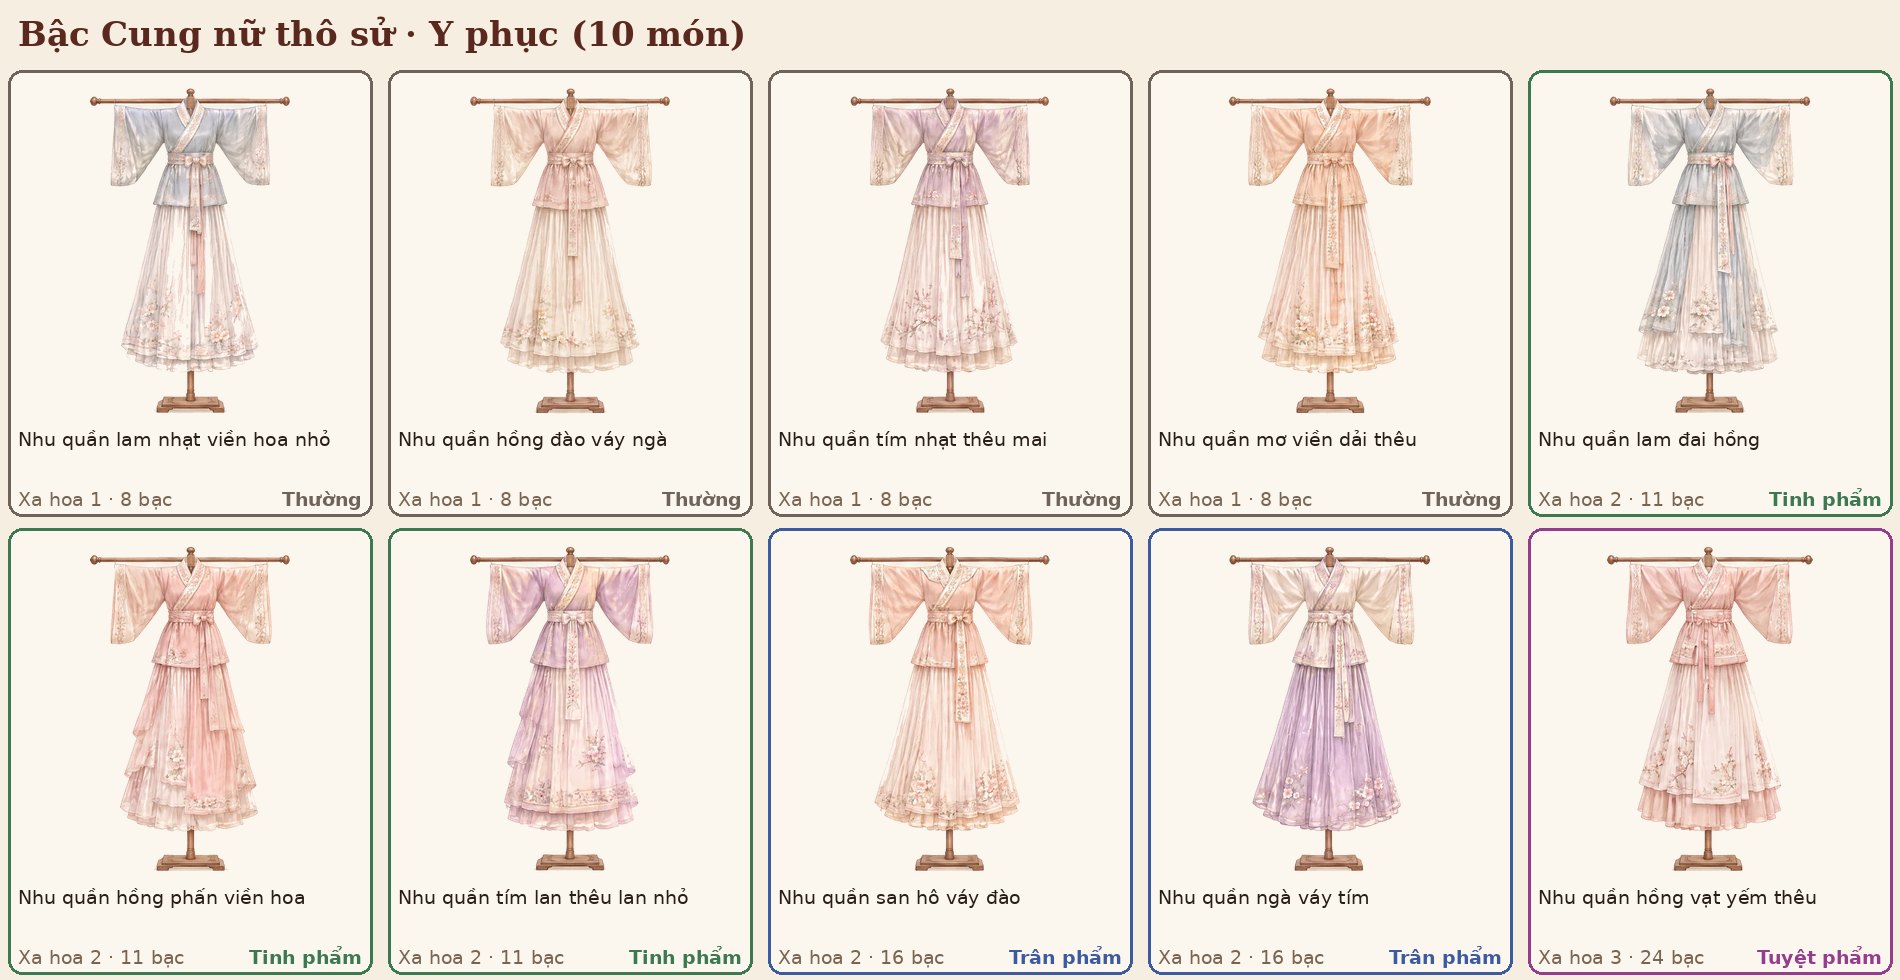 Bậc Cung nữ thô sử · Y phục (10 món)
Nhu quần lam nhạt viền hoa nhỏ
Xa hoa 1 · 8 bạc Thường
Nhu quần hồng đào váy ngà
Xa hoa 1 · 8 bạc Thường
Nhu quần tím nhạt thêu mai
Xa hoa 1 · 8 bạc Thường
Nhu quần mơ viền dải thêu
Xa hoa 1 · 8 bạc Thường
Nhu quần lam đai hồng
Xa hoa 2 · 11 bạc Tinh phẩm
Nhu quần hồng phấn viền hoa
Xa hoa 2 · 11 bạc Tinh phẩm
Nhu quần tím lan thêu lan nhỏ
Xa hoa 2 · 11 bạc Tinh phẩm
Nhu quần san hô váy đào
Xa hoa 2 · 16 bạc Trân phẩm
Nhu quần ngà váy tím
Xa hoa 2 · 16 bạc Trân phẩm
Nhu quần hồng vạt yếm thêu
Xa hoa 3 · 24 bạc Tuyệt phẩm